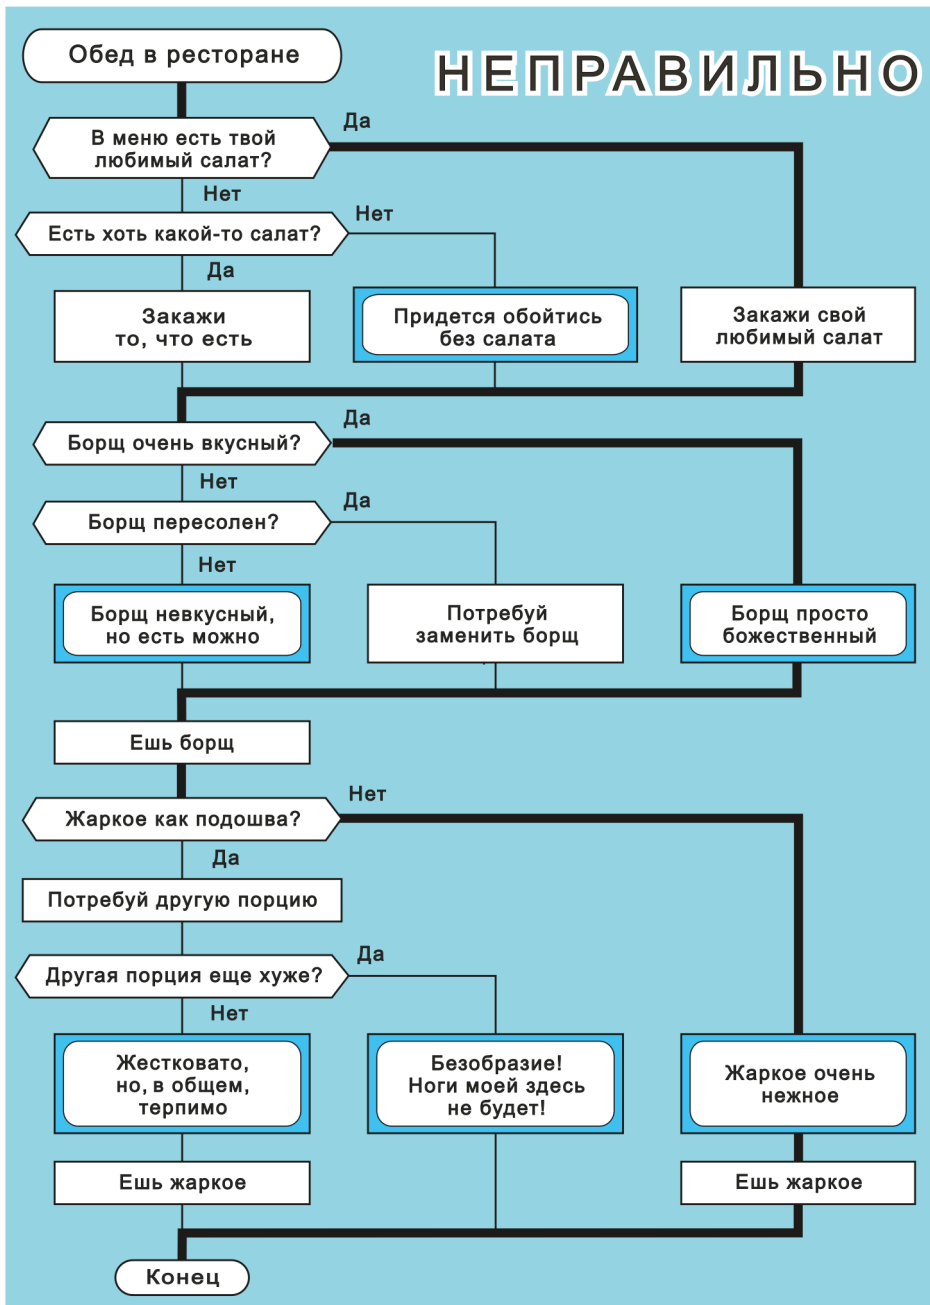 Обед в ресторане
НЕПРАВИЛЬНО
Да
В меню есть твой
любимый салат?
Нет
Нет
Есть хоть какой-то салат?
Да
Закажи
то, что есть
Придется обойтись
без салата
Закажи свой
любимый салат
Да
Борщ очень вкусный?
Нет
Да
Борщ пересолен?
Нет
Борщ невкусный,
но есть можно
Потребуй
заменить борщ
Борщ просто
божественный
Ешь борщ
Нет
Жаркое как подошва?
Да
Потребуй другую порцию
Да
Другая порция еще хуже?
Нет
Жестковато,
но, в общем,
терпимо
Безобразие!
Ноги моей здесь
не будет!
Жаркое очень
нежное
Ешь жаркое
Ешь жаркое
Конец